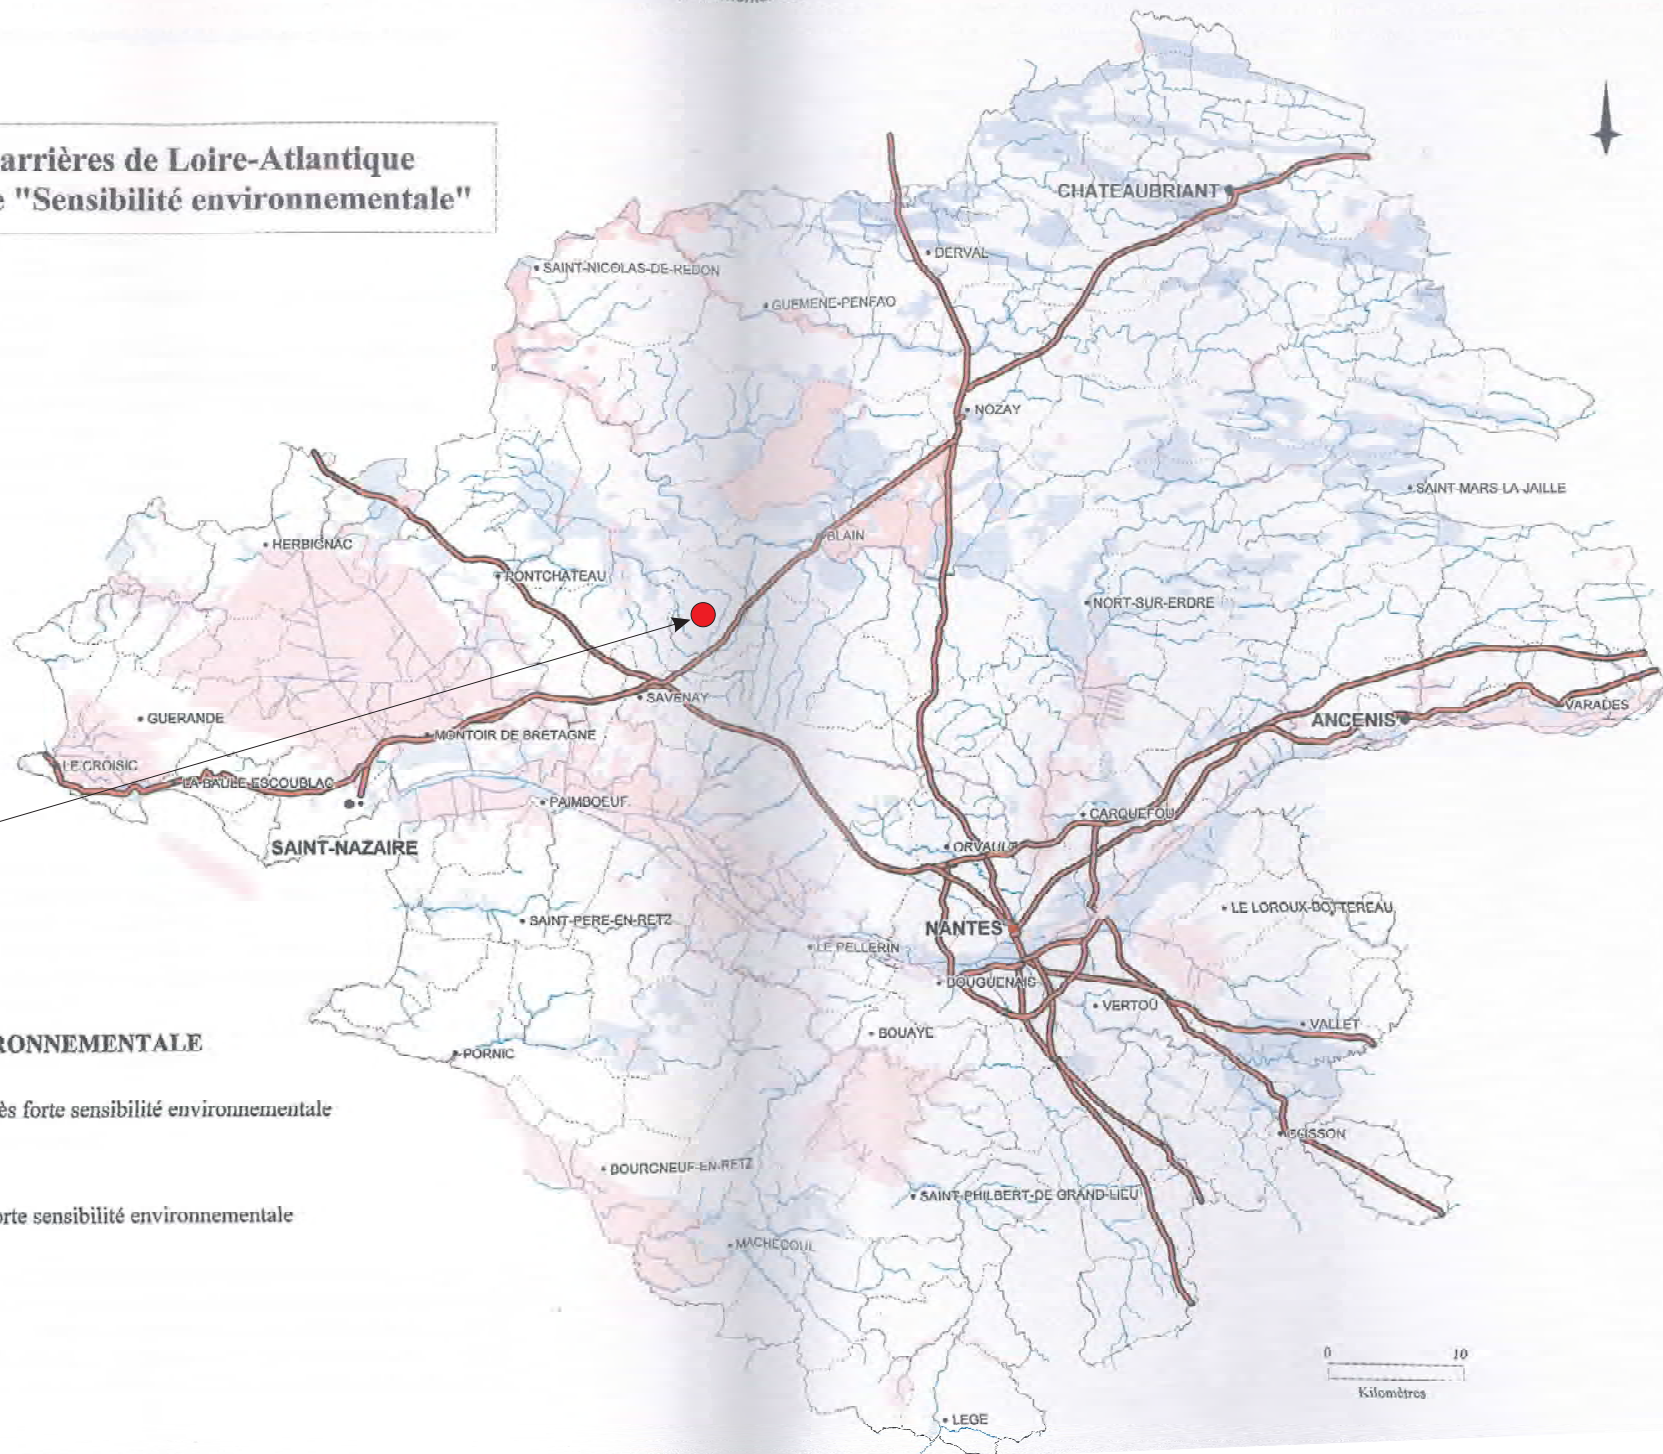 arrières de Loire-Atlantique
e "Sensibilité environnementale"
CHATEAUBRIANT
DERVAL
SAINT-NICOLAS-DE-REDON
GUEMENE-PENFAO
NOZAY
SAINT MARS LA JAILLE
BLAIN
HERBIGNAC
PONTCHATEAU
NORT-SUR-ERDRE
SAVENAY
VARADES
ANCENIS
GUERANDE
MONTOIR DE BRETAGNE
LE CROISIC
LA BAULE-ESCOUBLAC
PAIMBOEUF
CARQUEFOU
SAINT-NAZAIRE
ORVAULT
LE LOROUX-BOTTEREAU
SAINT-PERE-EN-RETZ
NANTES
LE PELLERIN
BOUGUENAIS
VERTOU
VALLET
BOUAYE
RONNEMENTALE
PORNIC
ès forte sensibilité environnementale
CLISSON
BOURGNEUF-EN-RETZ
SAINT-PHILBERT-DE GRAND-LIEU
orte sensibilité environnementale
MACHECOUL
0 10
Kilomètres
LEGE